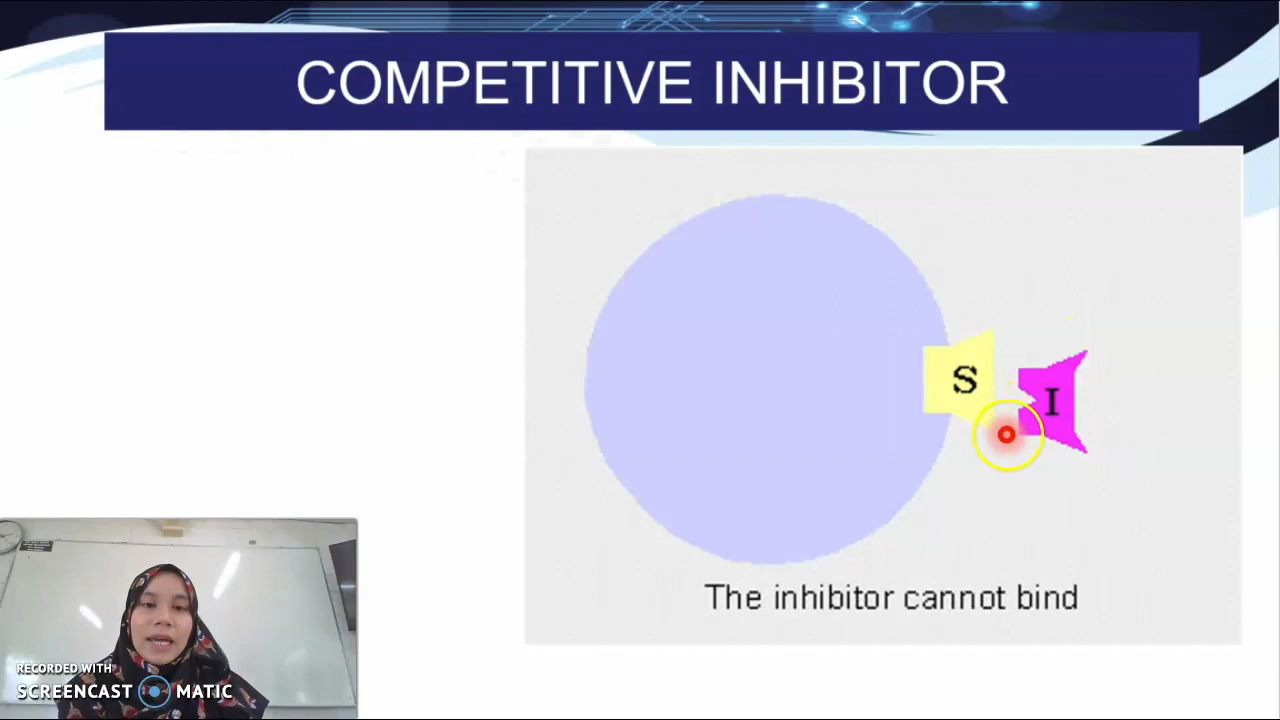 COMPETITIVE INHIBITOR
S
I
The inhibitor cannot bind
RECORDED WITH
SCREENCAST MATIC